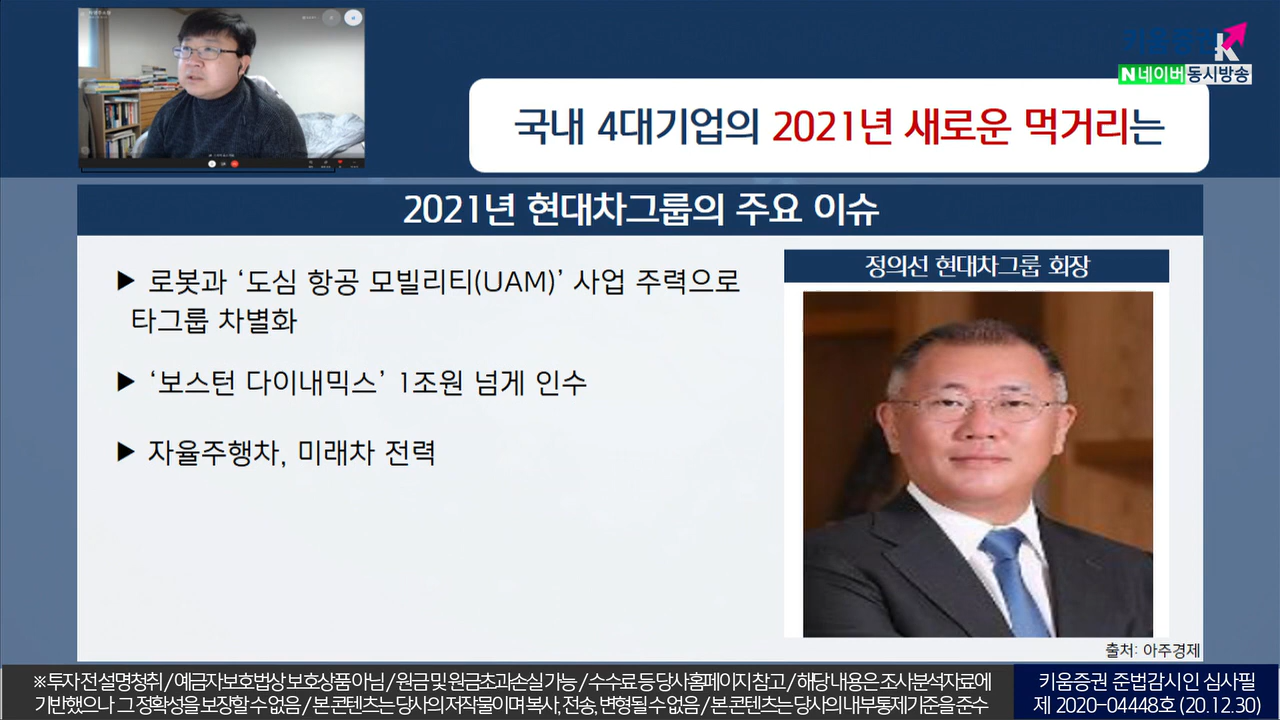 키움증권
N 네이버 동시방송
국내 4대기업의 2021년 새로운 먹거리는
2021년 현대차그룹의 주요 이슈
▶ 로봇과 ‘도심 항공 모빌리티(UAM)’ 사업 주력으로
타그룹 차별화
▶ ‘보스턴 다이내믹스’ 1조원 넘게 인수
▶ 자율주행차, 미래차 전력
정의선 현대차그룹 회장
출처: 아주경제
※ 투자 전 설명청취 / 예금자보호법상 보호상품 아님 / 원금 및 원금초과손실 가능 / 수수료 등 당사홈페이지 참고 / 해당 내용은 조사분석자료에
기반했으나 그 정확성을 보장할 수 없음 / 본 콘텐츠는 당사의 저작물이며 복사, 전송, 변형될 수 없음 / 본 콘텐츠는 당사의 내부통제기준을 준수
키움증권 준법감시인 심사필
제 2020-04448호 (20.12.30)